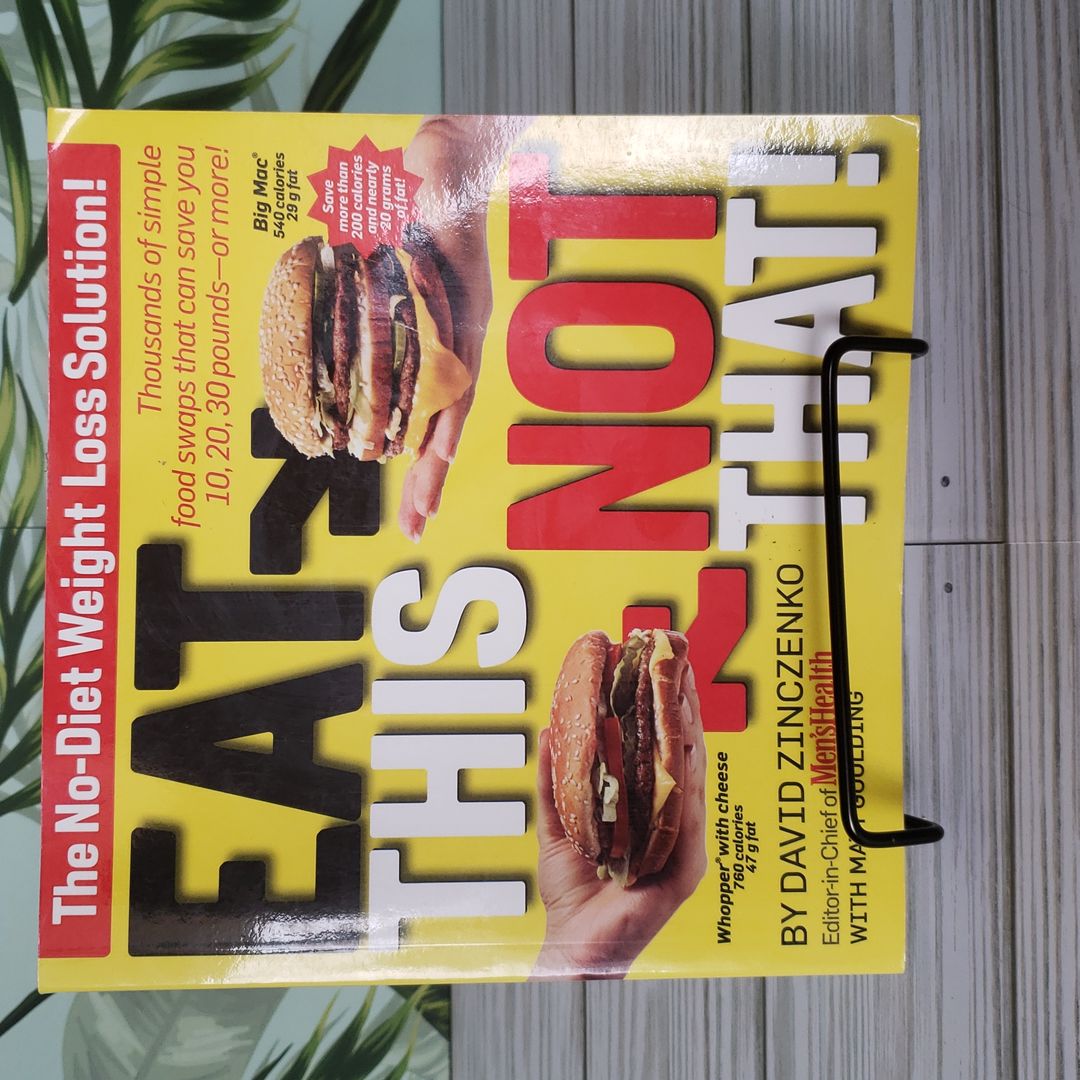 The No-Diet Weight Loss Solution!
Thousands of simple
food swaps that can save you
10, 20, 30 pounds—or more!
EAT
THIS
Big Mac®
540 calories
29 g fat
Save
more than
200 calories
and nearly
20 grams
of fat!
NOT
THAT!
Whopper® with cheese
760 calories
47 g fat
BY DAVID ZINCZENKO
Editor-in-Chief of Men'sHealth
WITH GOULDING